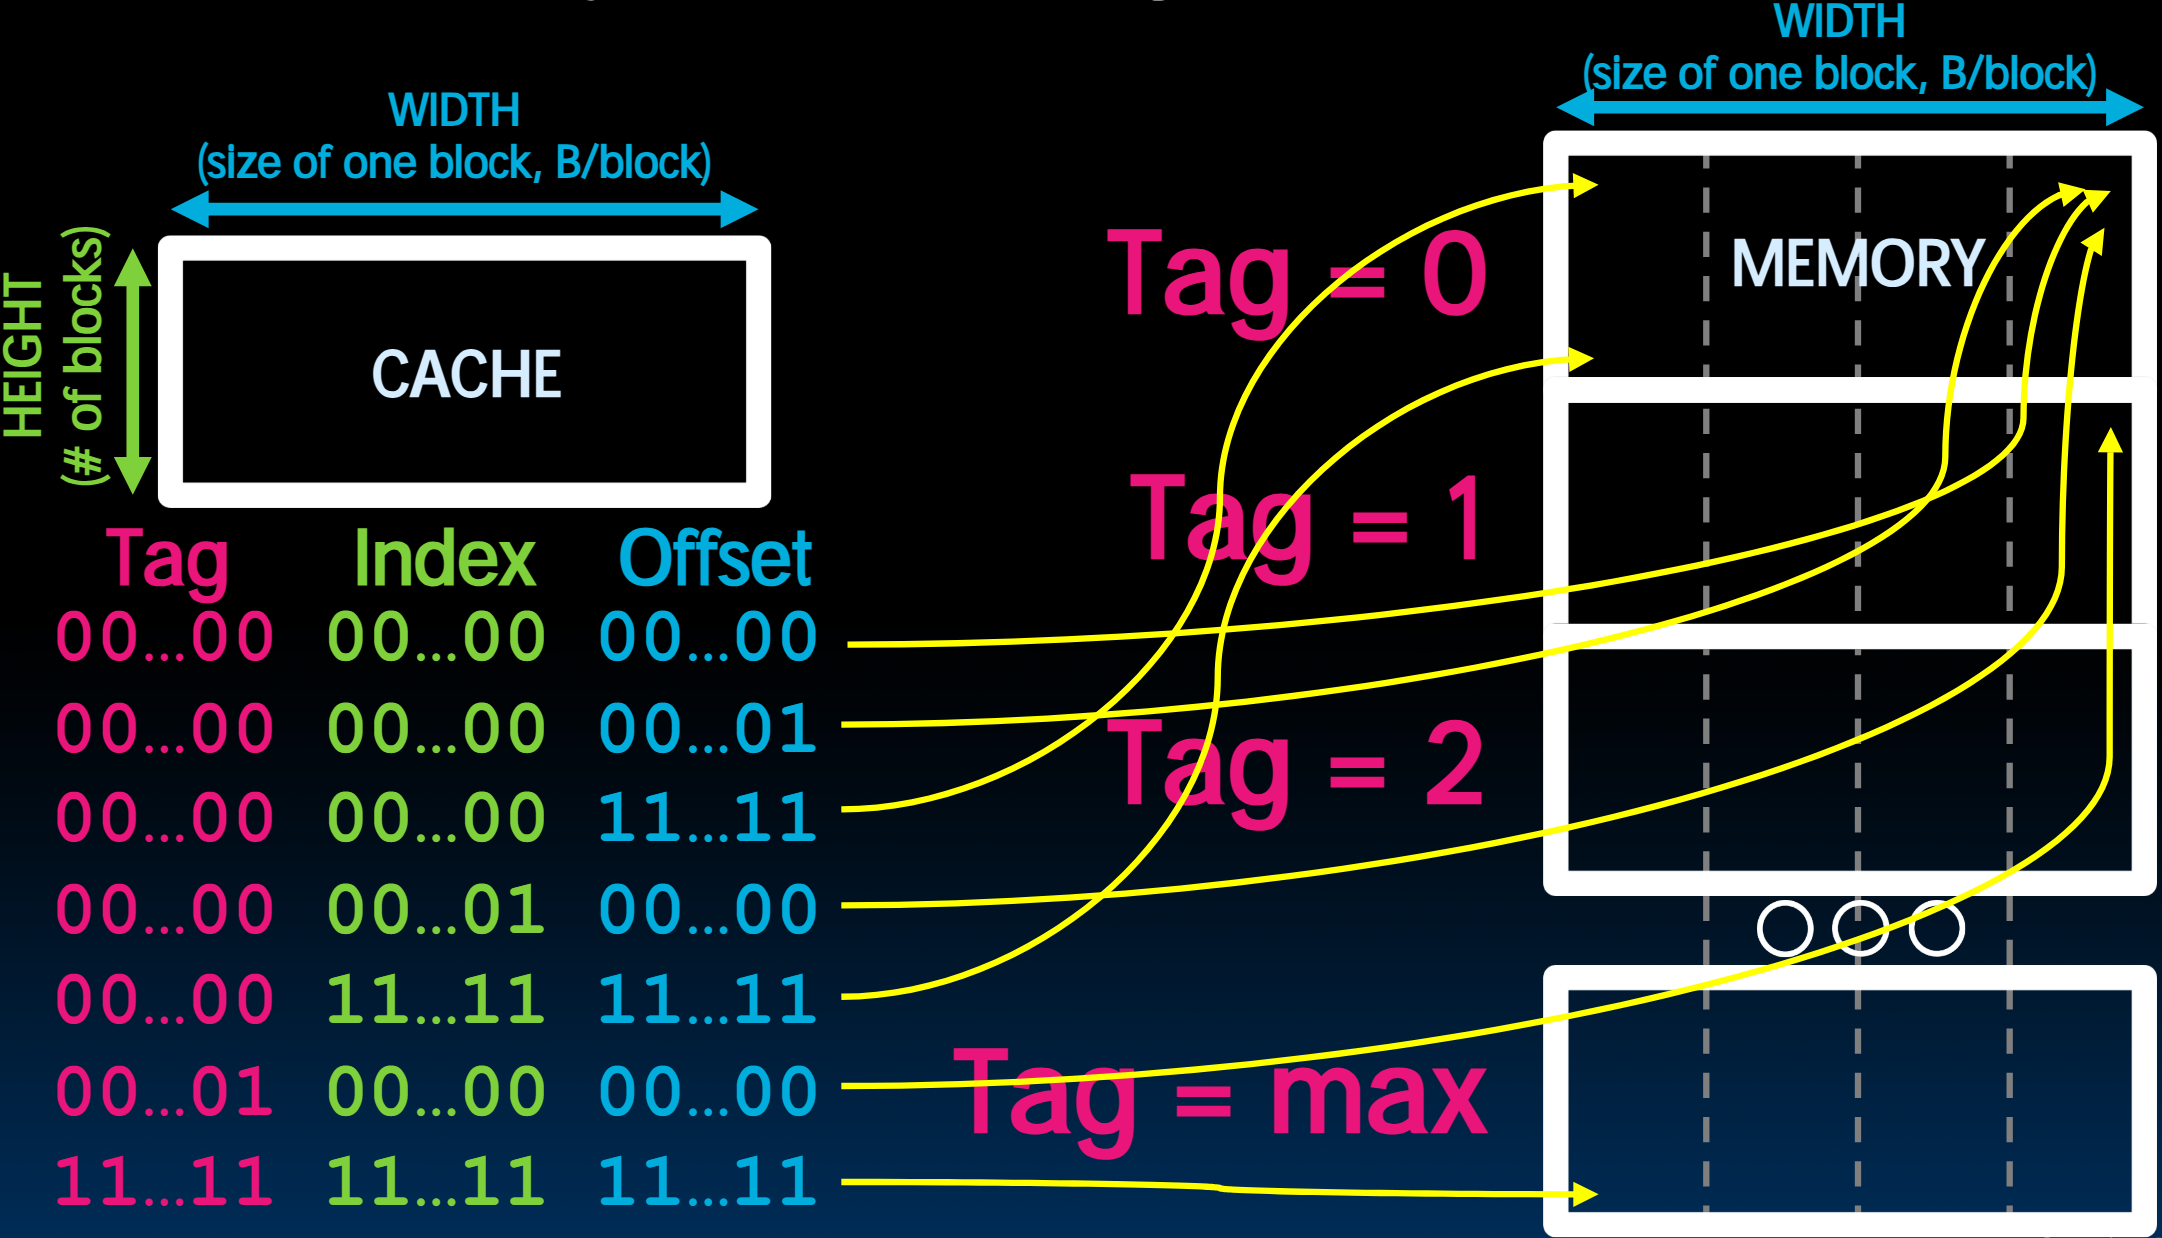 WIDTH
(size of one block, B/block)
WIDTH
(size of one block, B/block)
HEIGHT
(# of blocks)
CACHE
MEMORY
Tag = 0
Tag = 1
Tag = 2
Tag = max
Tag Index Offset
00…00 00…00 00…00
00…00 00…00 00…01
00…00 00…00 11…11
00…00 00…01 00…00
00…00 11…11 11…11
00…01 00…00 00…00
11…11 11…11 11…11